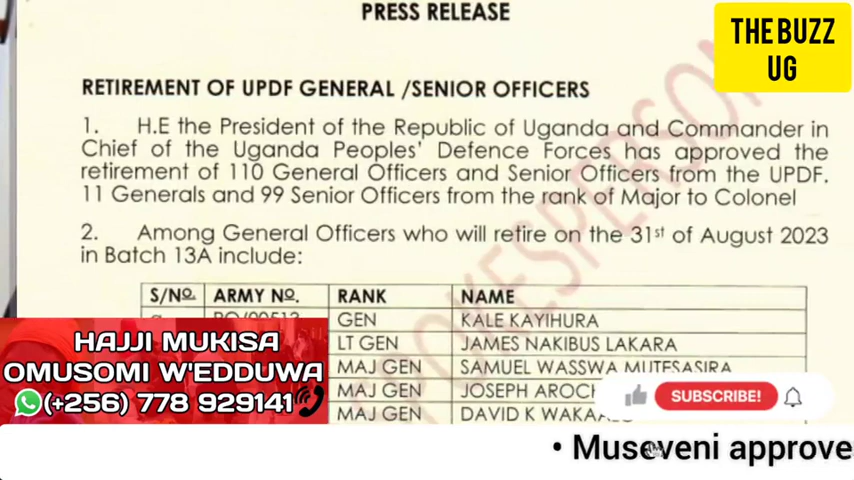 PRESS RELEASE
THE BUZZ
UG
RETIREMENT OF UPDF GENERAL /SENIOR OFFICERS
1. H.E the President of the Republic of Uganda and Commander in
Chief of the Uganda Peoples' Defence Forces has approved the
retirement of 110 General Officers and Senior Officers from the UPDF.
11 Generals and 99 Senior Officers from the rank of Major to Colonel
2. Among General Officers who will retire on the 31st of August 2023
in Batch 13A include:
S/NO. ARMY NO. RANK NAME
GEN KALE KAYIHURA
LT GEN JAMES NAKIBUS LAKARA
MAJ GEN SAMUEL WASSWA MUTESASIRA
MAJ GEN JOSEPH
MAJ GEN DAVID K
HAJJI MUKISA
OMUSOMI W'EDDUWA
(+256) 778 929141
SUBSCRIBE!
• Museveni approve
SPOKESPERSON